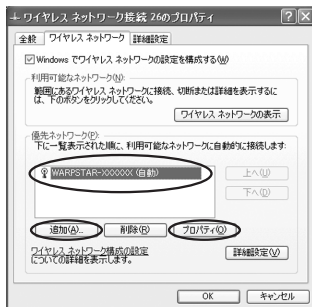 ワイヤレス ネットワーク接続 26のプロパティ
全般 ワイヤレス ネットワーク 詳細設定
Windows でワイヤレス ネットワークの設定を構成する(W)
利用可能なネットワーク(N):
範囲にあるワイヤレス ネットワークに接続、切断または詳細を表示するには、下のボタンをクリックしてください。
ワイヤレス ネットワークの表示
優先ネットワーク(P):
下に一覧表示された順に、利用可能なネットワークに自動的に接続します:
WARPSTAR-XXXXXX (自動)
上へ(U)
下へ(D)
追加(A)... 削除(R) プロパティ(O)
ワイヤレス ネットワーク構成の設定
についての詳細を表示します。
詳細設定(V)
OK キャンセル